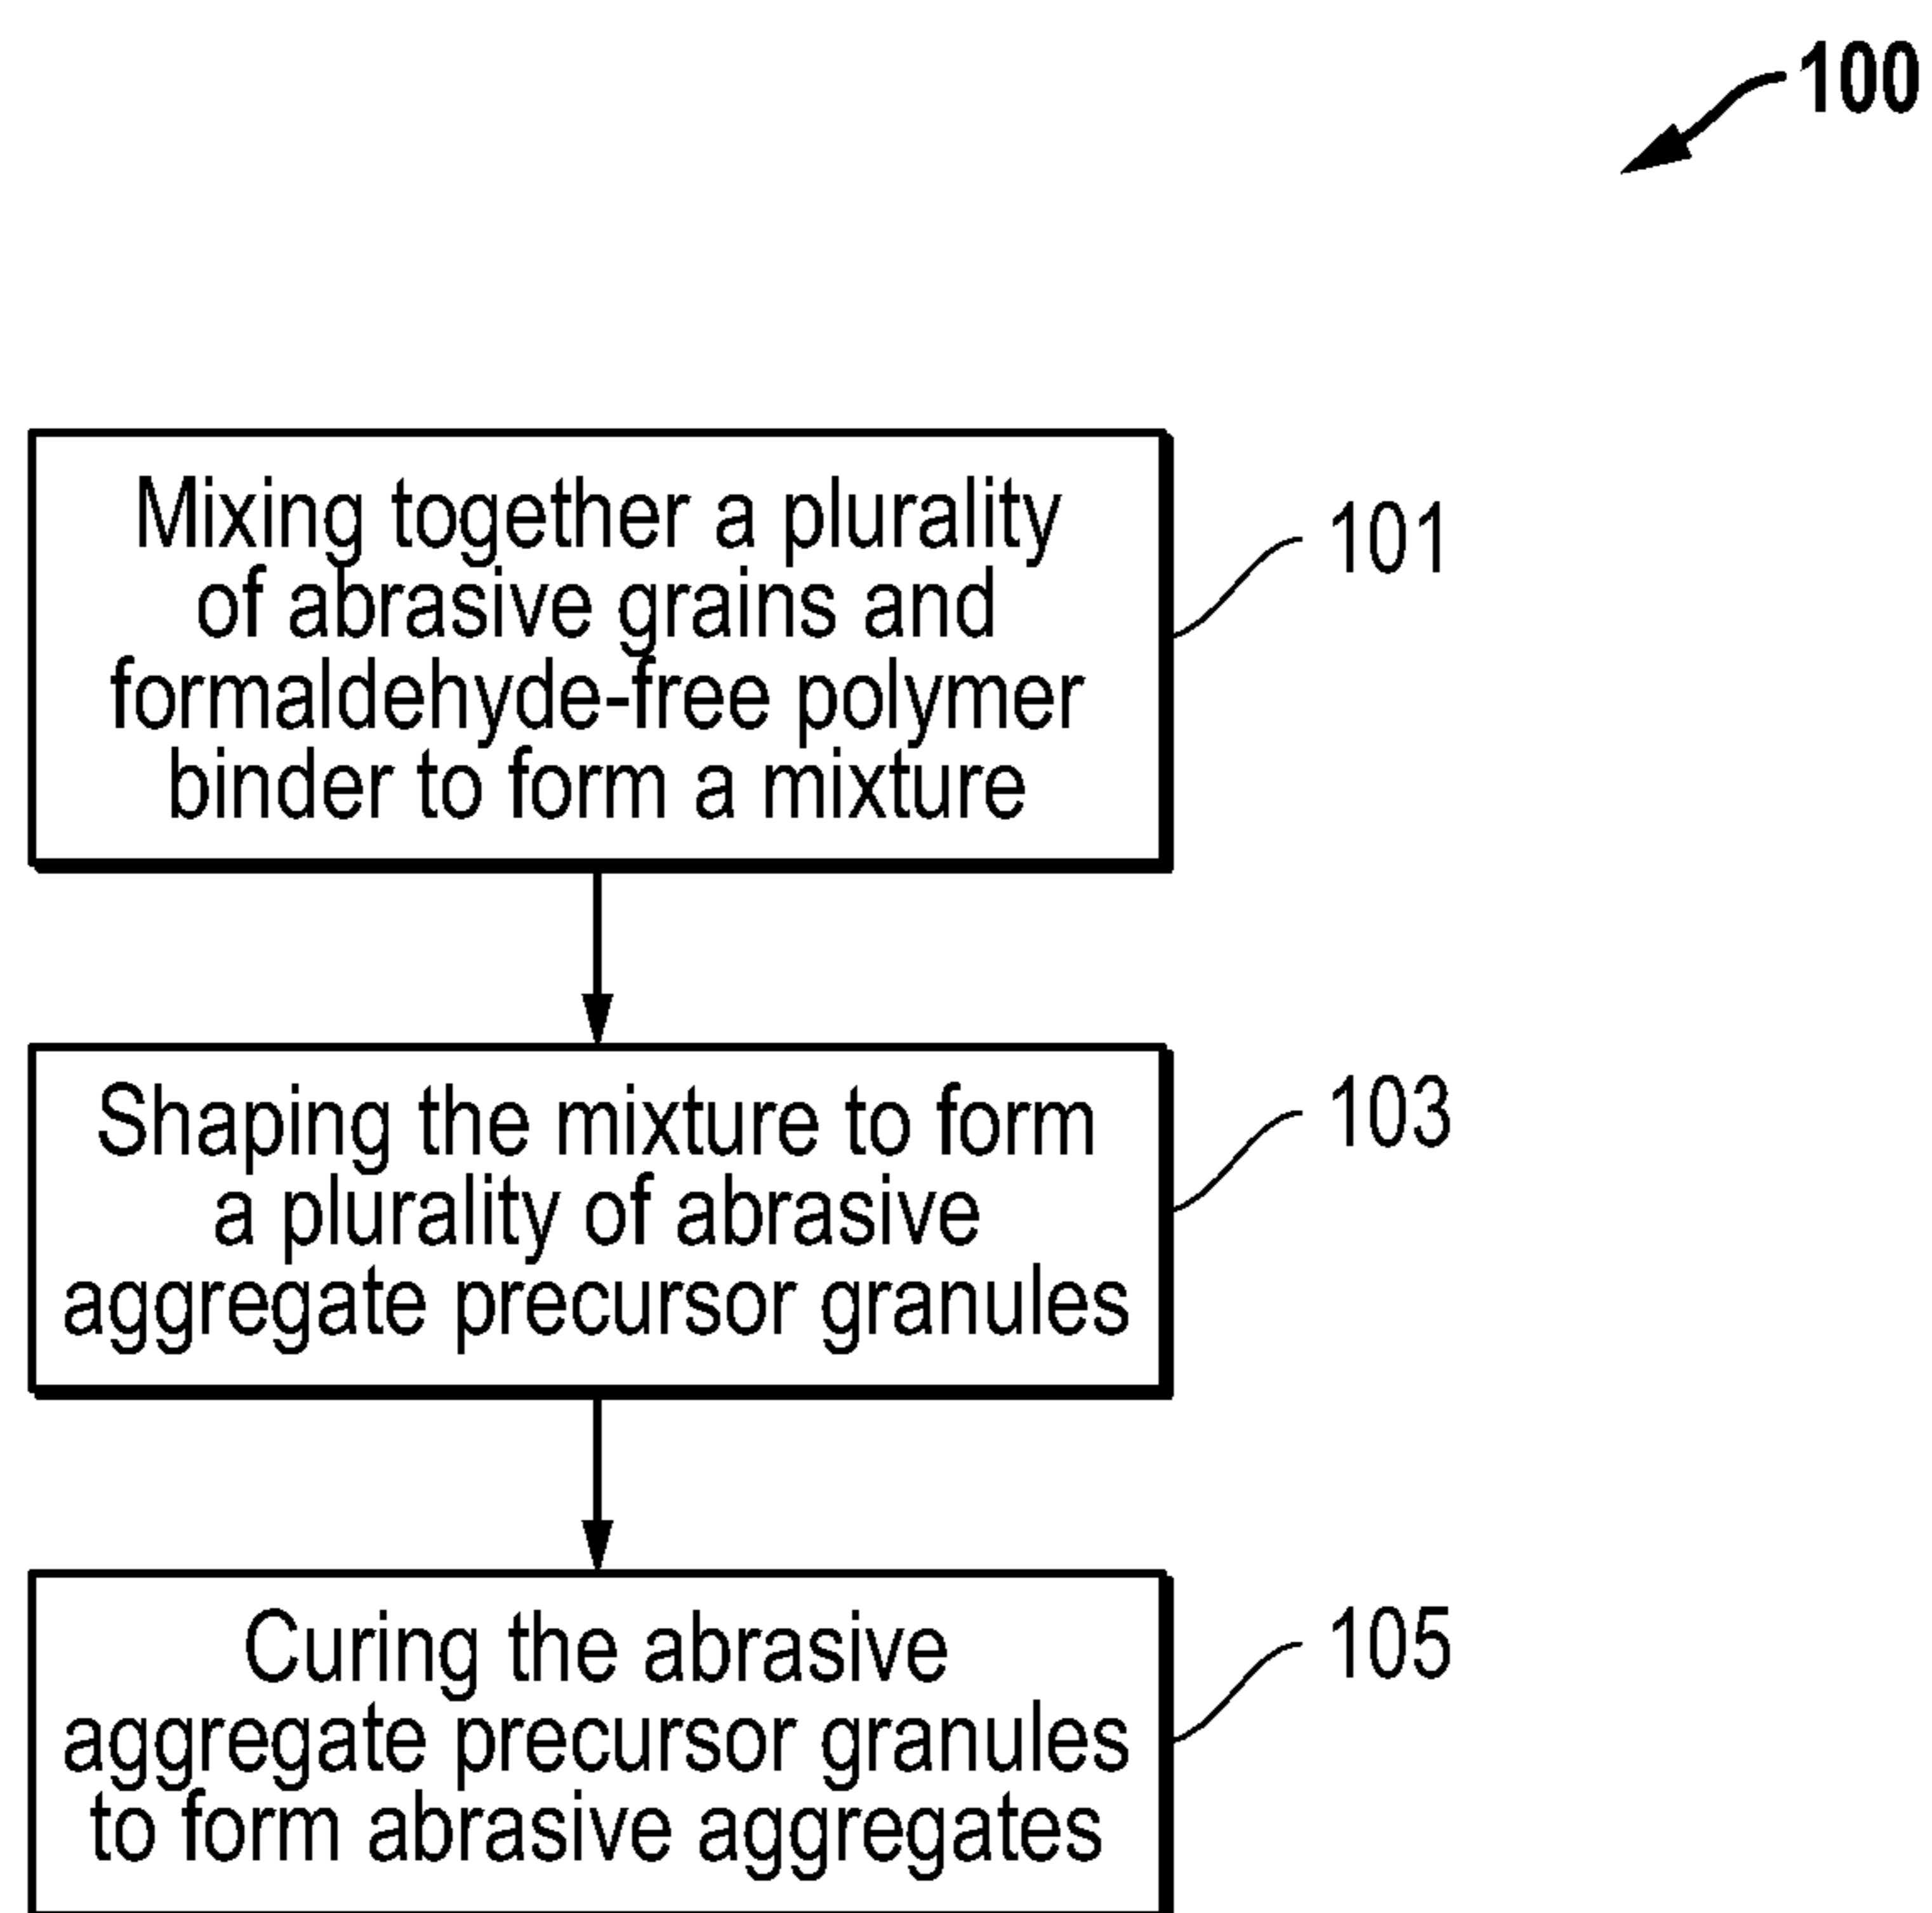 100
Mixing together a plurality
of abrasive grains and
formaldehyde-free polymer
binder to form a mixture
101
Shaping the mixture to form
a plurality of abrasive
aggregate precursor granules
103
Curing the abrasive
aggregate precursor granules
to form abrasive aggregates
105